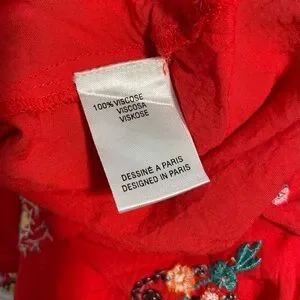 100% VISCOSE
VISCOSA
VISKOSE
DESSINÉ A PARIS
DESIGNED IN PARIS